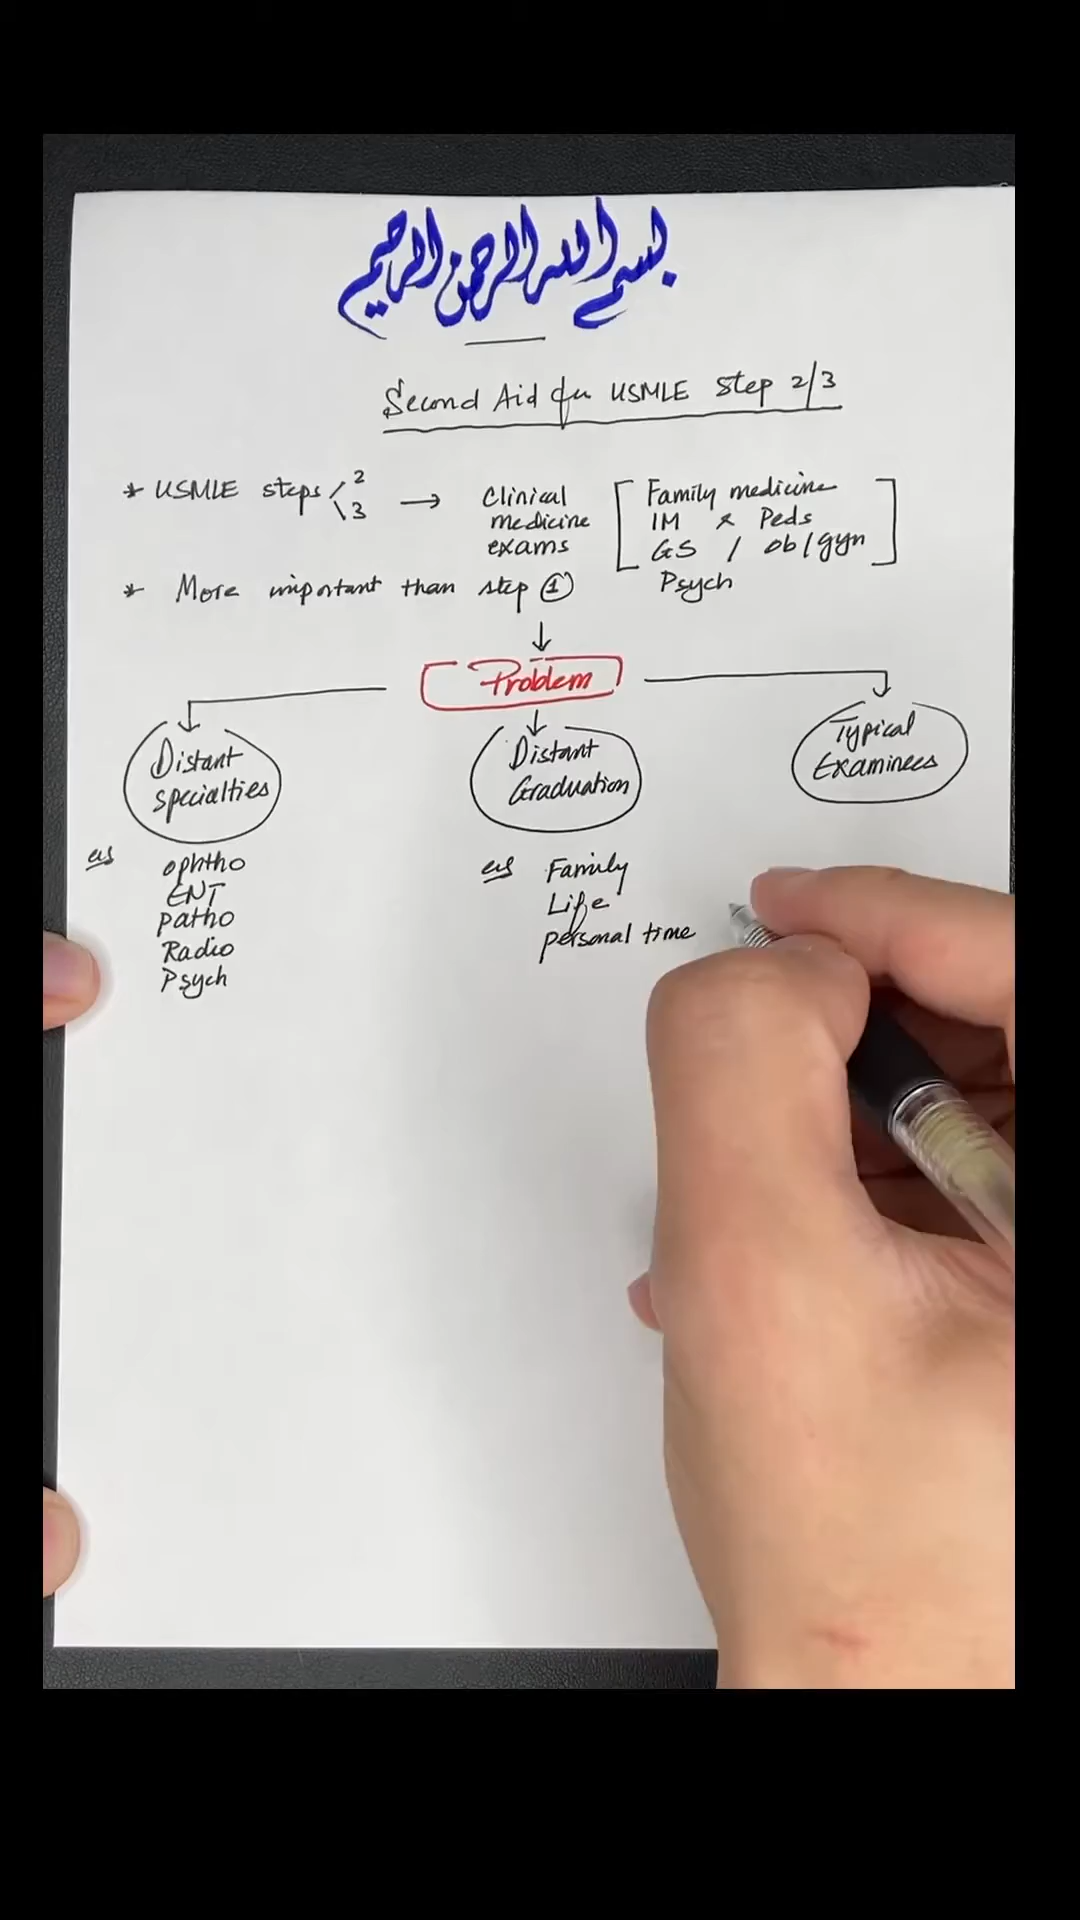 بسم الله الرحمن الرحيم
Second Aid for USMLE Step 2/3
* USMLE steps 2 3 → Clinical medicine exams [Family medicine
IM & Peds
GS / ob/gyn]
Psych
* More important than step ①
Problem
Distant specialties
as ophtho
ENT
Patho
Radio
Psych
Distant Graduation
as Family
Life
personal time
Typical Examinees